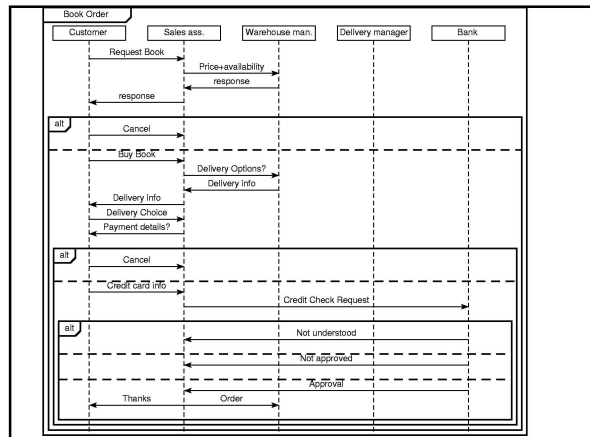 Book Order
Customer Sales ass. Warehouse man. Delivery manager Bank
Request Book
Price+availability
response
response
alt
Cancel
Buy Book
Delivery Options?
Delivery info
Delivery info
Delivery Choice
Payment details?
alt
Cancel
Credit card info
Credit Check Request
alt
Not understood
Not approved
Approval
Thanks Order